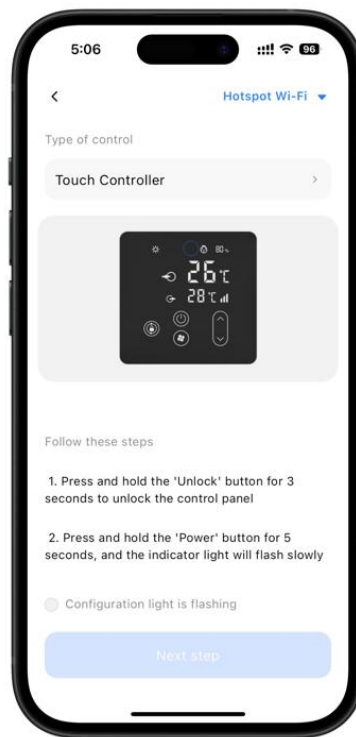 5:06
96
Hotspot Wi-Fi
Type of control
Touch Controller
80%
26℃
28℃
Follow these steps
1. Press and hold the 'Unlock' button for 3
seconds to unlock the control panel
2. Press and hold the 'Power' button for 5
seconds, and the indicator light will flash slowly
Configuration light is flashing
Next step